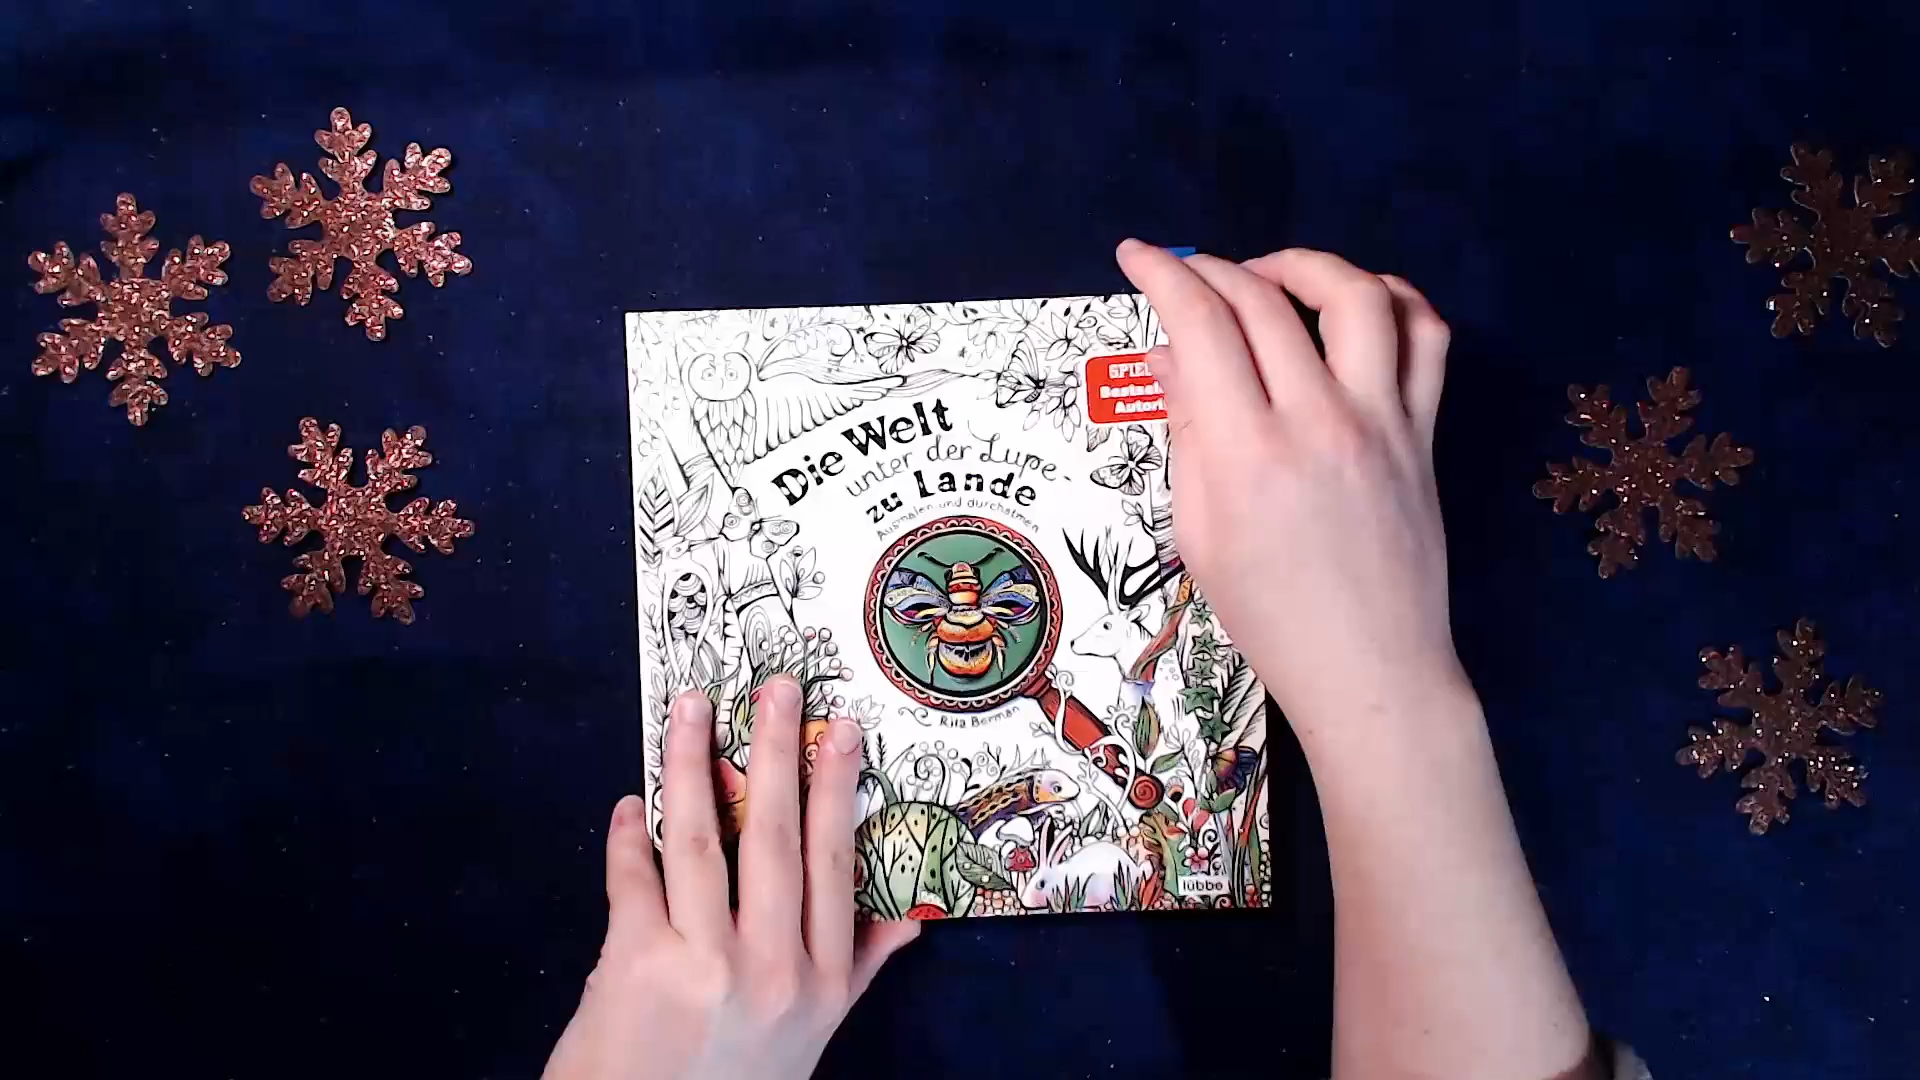 Die Welt
unter der Lupe -
zu Lande
Ausmalen und durchatmen
Rita Berman
lübbe